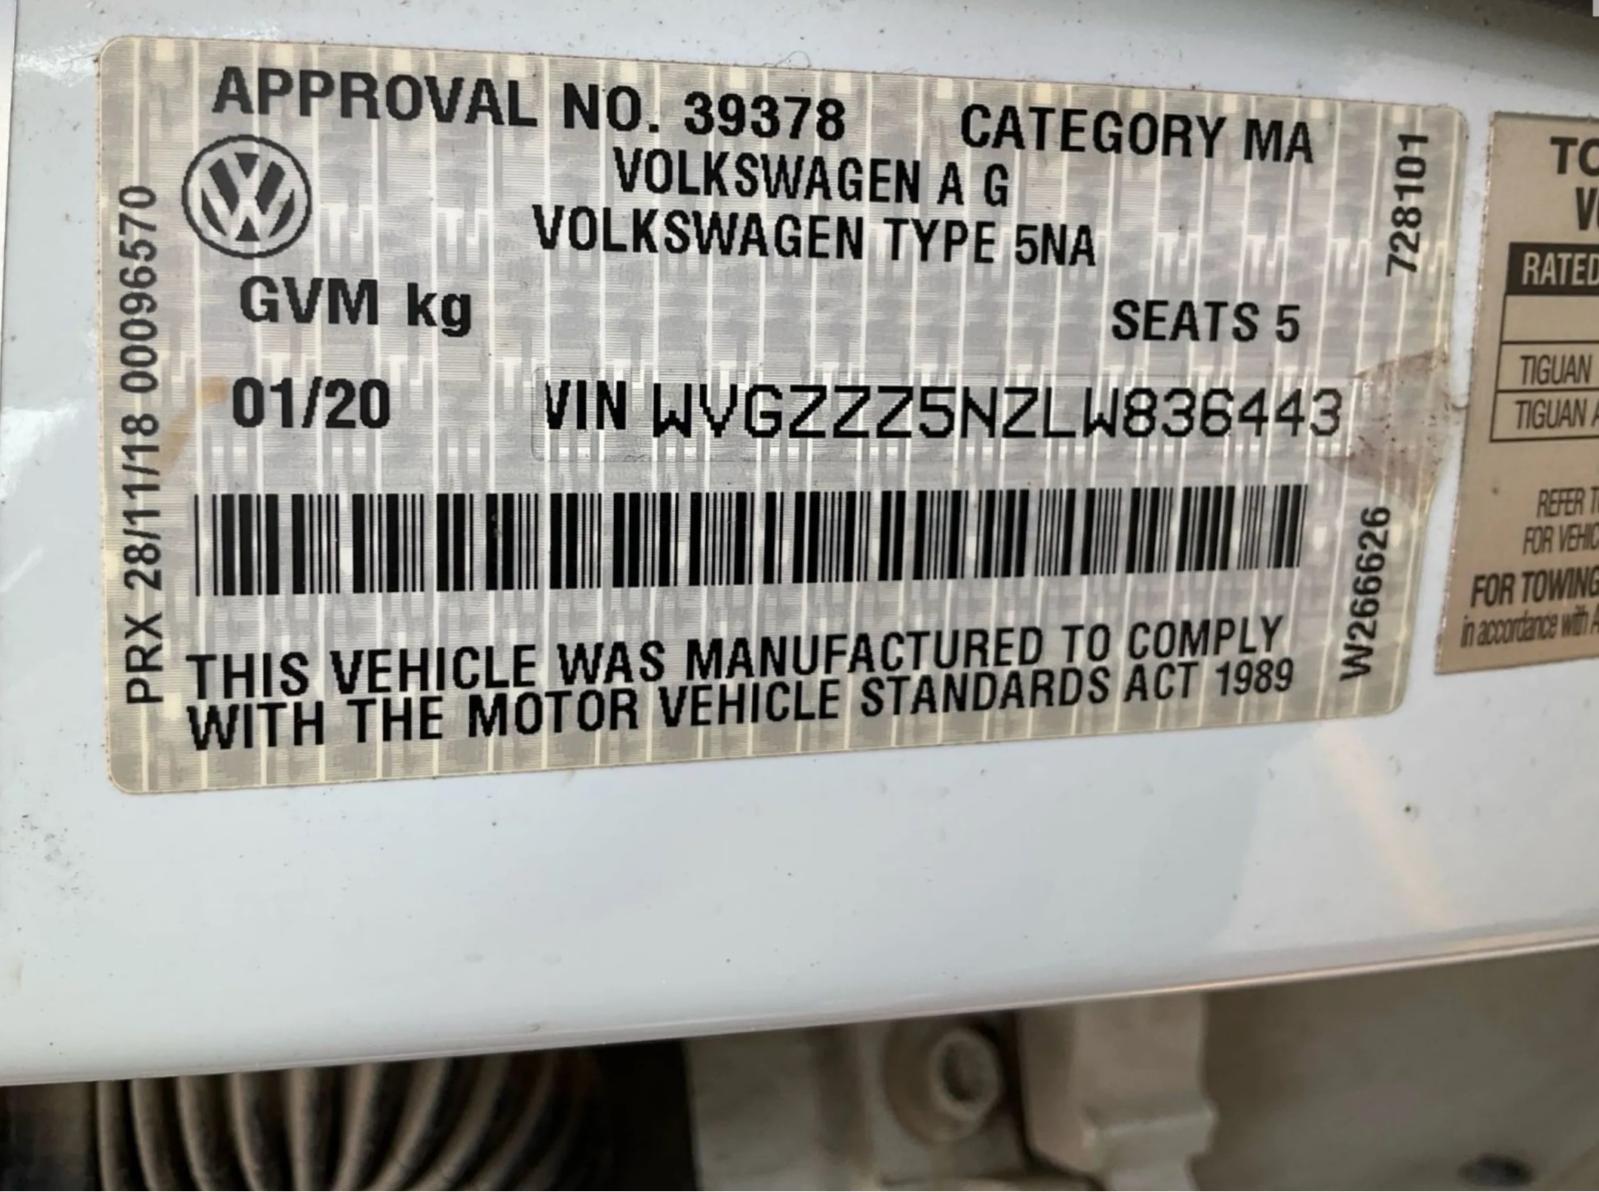 APPROVAL NO. 39378 CATEGORY MA
VOLKSWAGEN A G
VOLKSWAGEN TYPE 5NA
GVM kg SEATS 5
01/20 VIN WVGZZZ5NZLW836443
THIS VEHICLE WAS MANUFACTURED TO COMPLY
WITH THE MOTOR VEHICLE STANDARDS ACT 1989
PRX 28/11/18 00096570
728101
W266626
RATED
TIGUAN
TIGUAN
REFER
FOR VEHIC
FOR TOWING
in accordance with